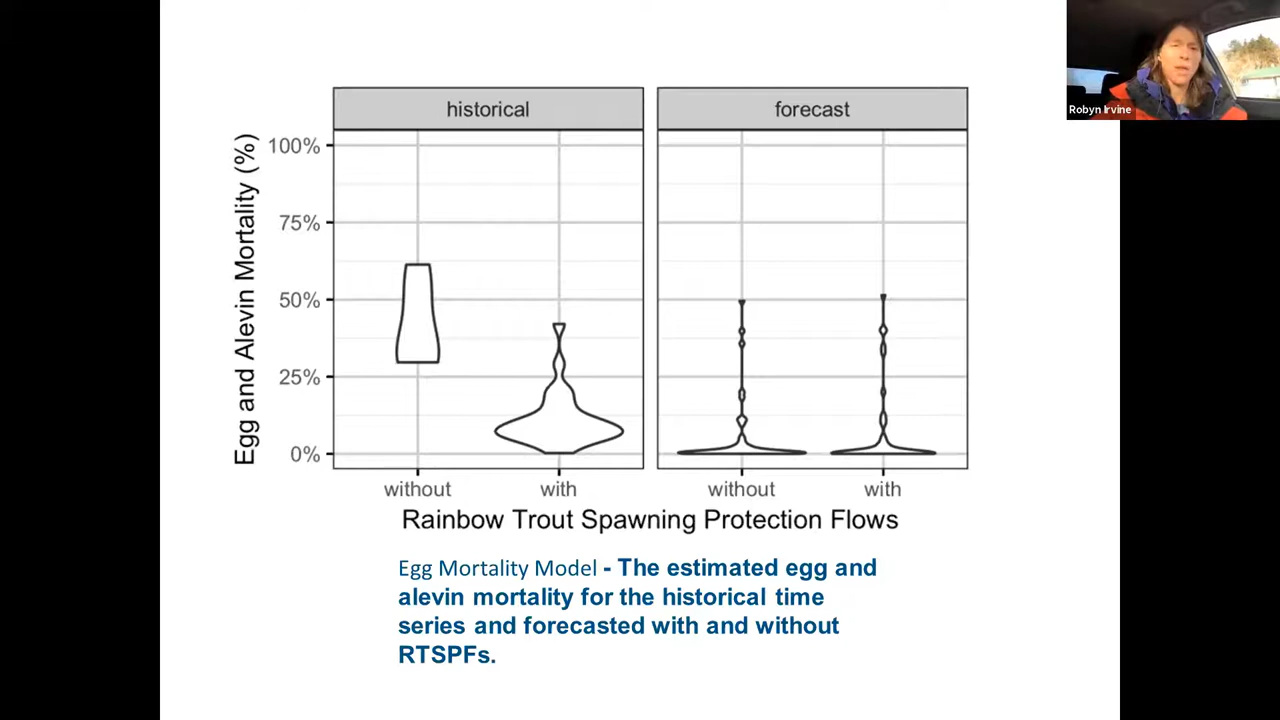 Robyn Irvine
historical
forecast
Egg and Alevin Mortality (%)
100%
75%
50%
25%
0%
without
with
without
with
Rainbow Trout Spawning Protection Flows
Egg Mortality Model - The estimated egg and
alevin mortality for the historical time
series and forecasted with and without
RTSPFs.